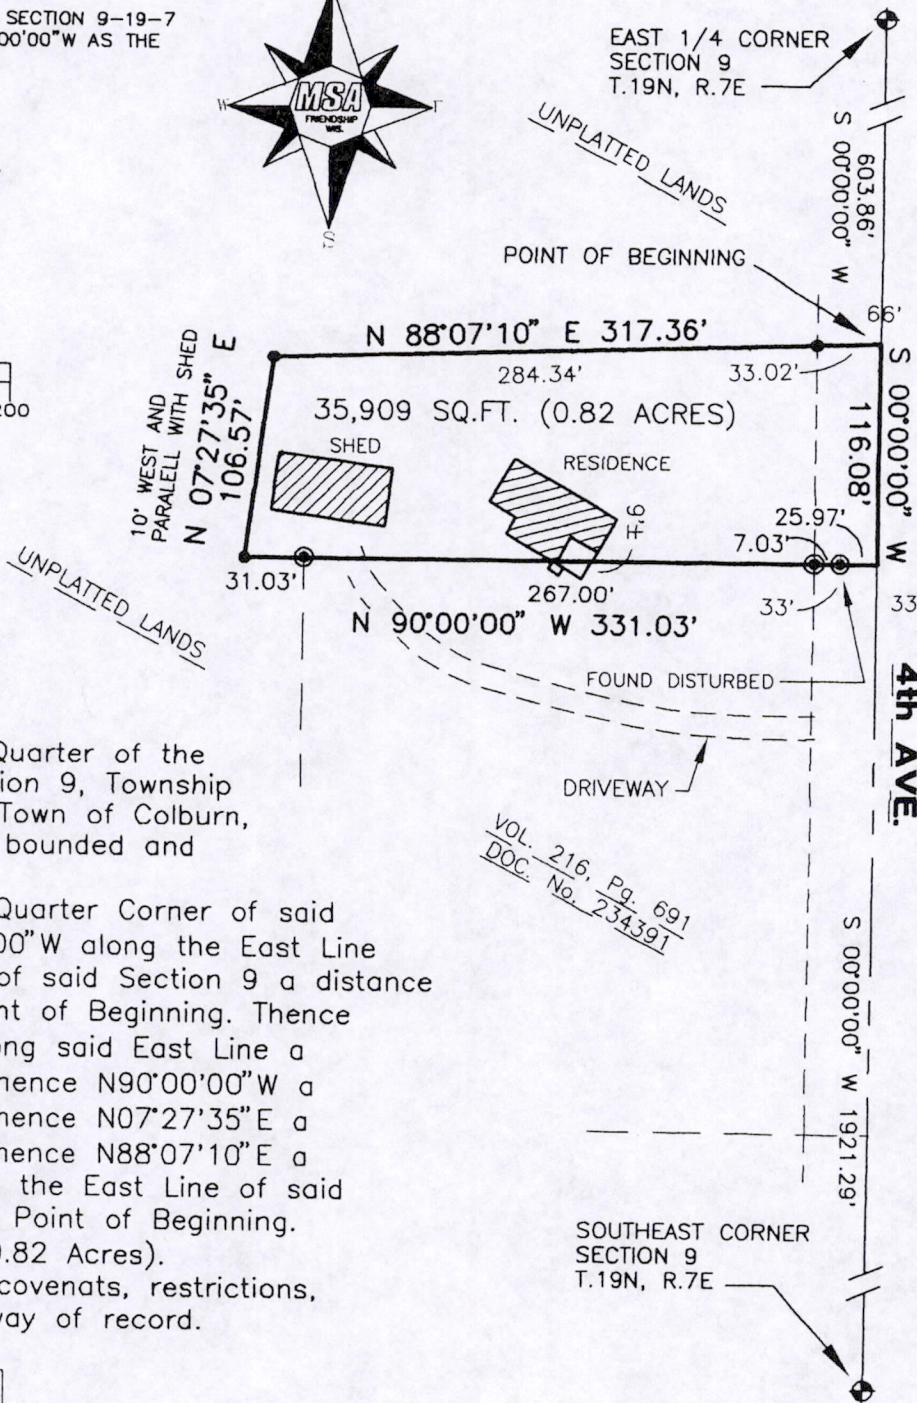 SECTION 9-19-7
00'00"W AS THE
MSA
FRIENDSHIP
WIS.
W
E
S
EAST 1/4 CORNER
SECTION 9
T.19N, R.7E
UNPLATTED LANDS
603.86'
S 00°00'00" W
POINT OF BEGINNING
66'
N 88°07'10" E 317.36'
284.34'
33.02'
200
35,909 SQ.FT. (0.82 ACRES)
10' WEST AND
PARALELL WITH SHED
N 07°27'35" E
106.57'
SHED
RESIDENCE
S 00°00'00" W
116.08'
25.97'
7.03'
31.03'
267.00'
33'
33
N 90°00'00" W 331.03'
UNPLATTED LANDS
FOUND DISTURBED
4th AVE.
DRIVEWAY
VOL. 216, Pg. 691
DOC. No. 234391
Quarter of the
ion 9, Township
Town of Colburn,
bounded and
Quarter Corner of said
00"W along the East Line
of said Section 9 a distance
nt of Beginning. Thence
ng said East Line a
hence N90°00'00"W a
hence N07°27'35"E a
hence N88°07'10"E a
the East Line of said
Point of Beginning.
0.82 Acres).
covenats, restrictions,
way of record.
S 00°00'00" W 1921.29'
SOUTHEAST CORNER
SECTION 9
T.19N, R.7E